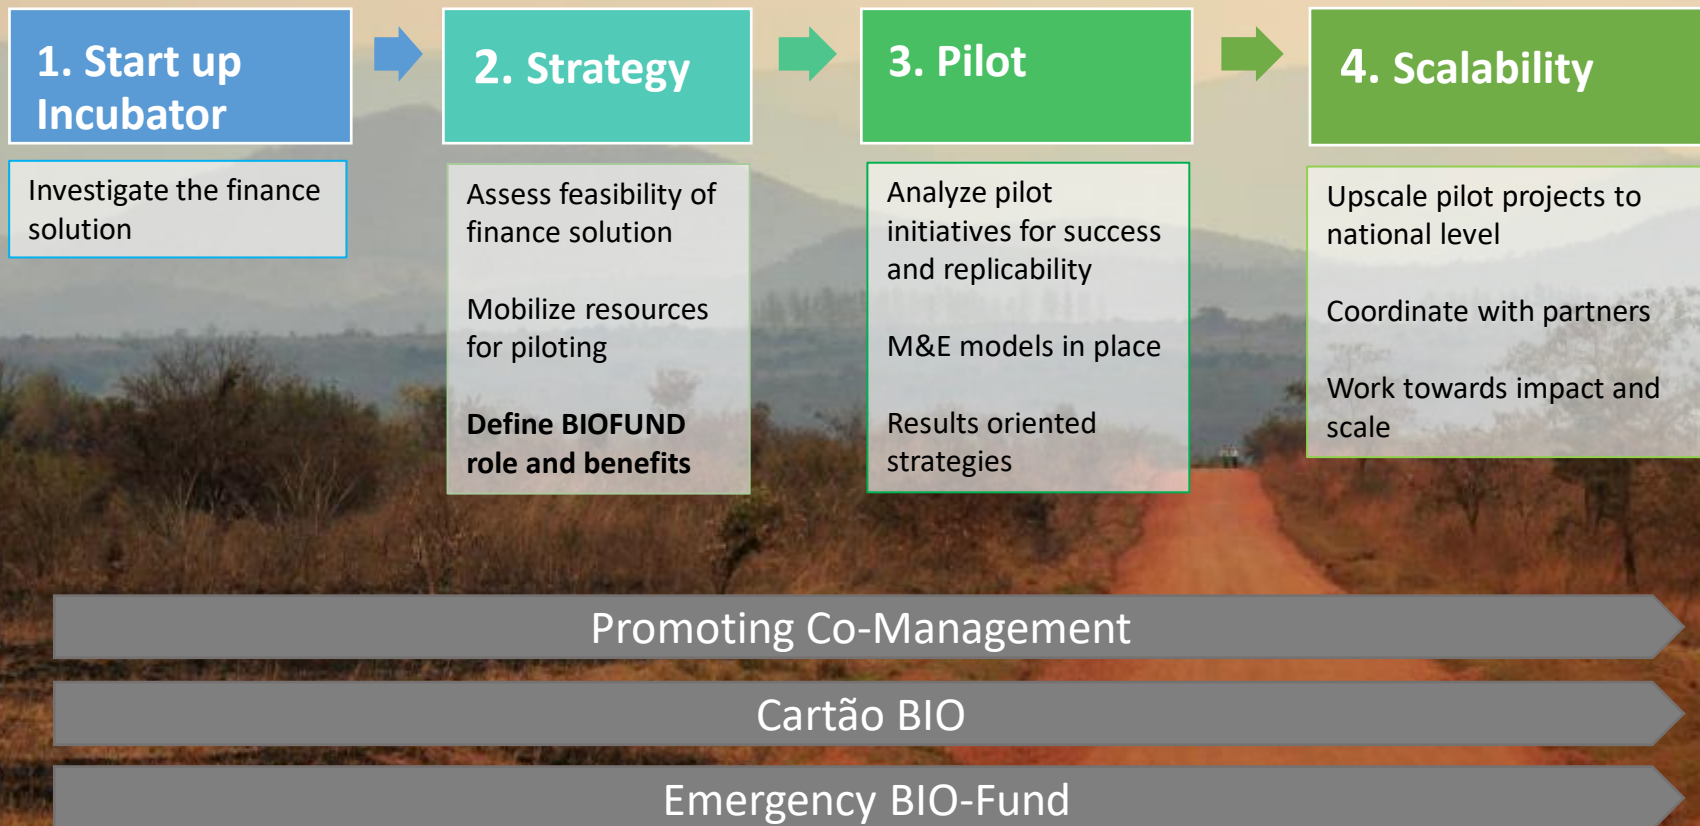 1. Start up
Incubator
Investigate the finance
solution
2. Strategy
Assess feasibility of
finance solution
Mobilize resources
for piloting
Define BIOFUND
role and benefits
3. Pilot
Analyze pilot
initiatives for success
and replicability
M&E models in place
Results oriented
strategies
4. Scalability
Upscale pilot projects to
national level
Coordinate with partners
Work towards impact and
scale
Promoting Co-Management
Cartão BIO
Emergency BIO-Fund